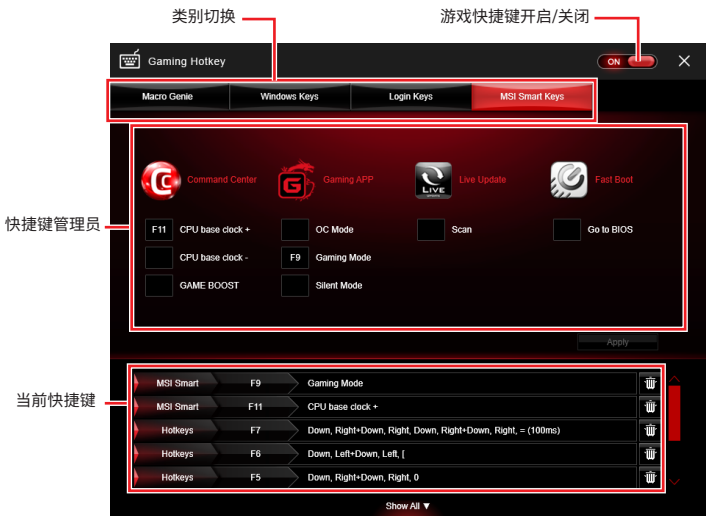 类别切换
游戏快捷键开启/关闭
Gaming Hotkey
ON
Macro Genie Windows Keys Login Keys MSI Smart Keys
快捷键管理员
C G LIVE
Command Center Gaming APP Live Update Fast Boot
F11 CPU base clock + OC Mode Scan Go to BIOS
CPU base clock - F9 Gaming Mode
GAME BOOST Silent Mode
Apply
当前快捷键
MSI Smart F9 Gaming Mode
MSI Smart F11 CPU base clock +
Hotkeys F7 Down, Right+Down, Right, Down, Right+Down, Right, = (100ms)
Hotkeys F6 Down, Left+Down, Left, [
Hotkeys F5 Down, Right+Down, Right, 0
Show All ▼